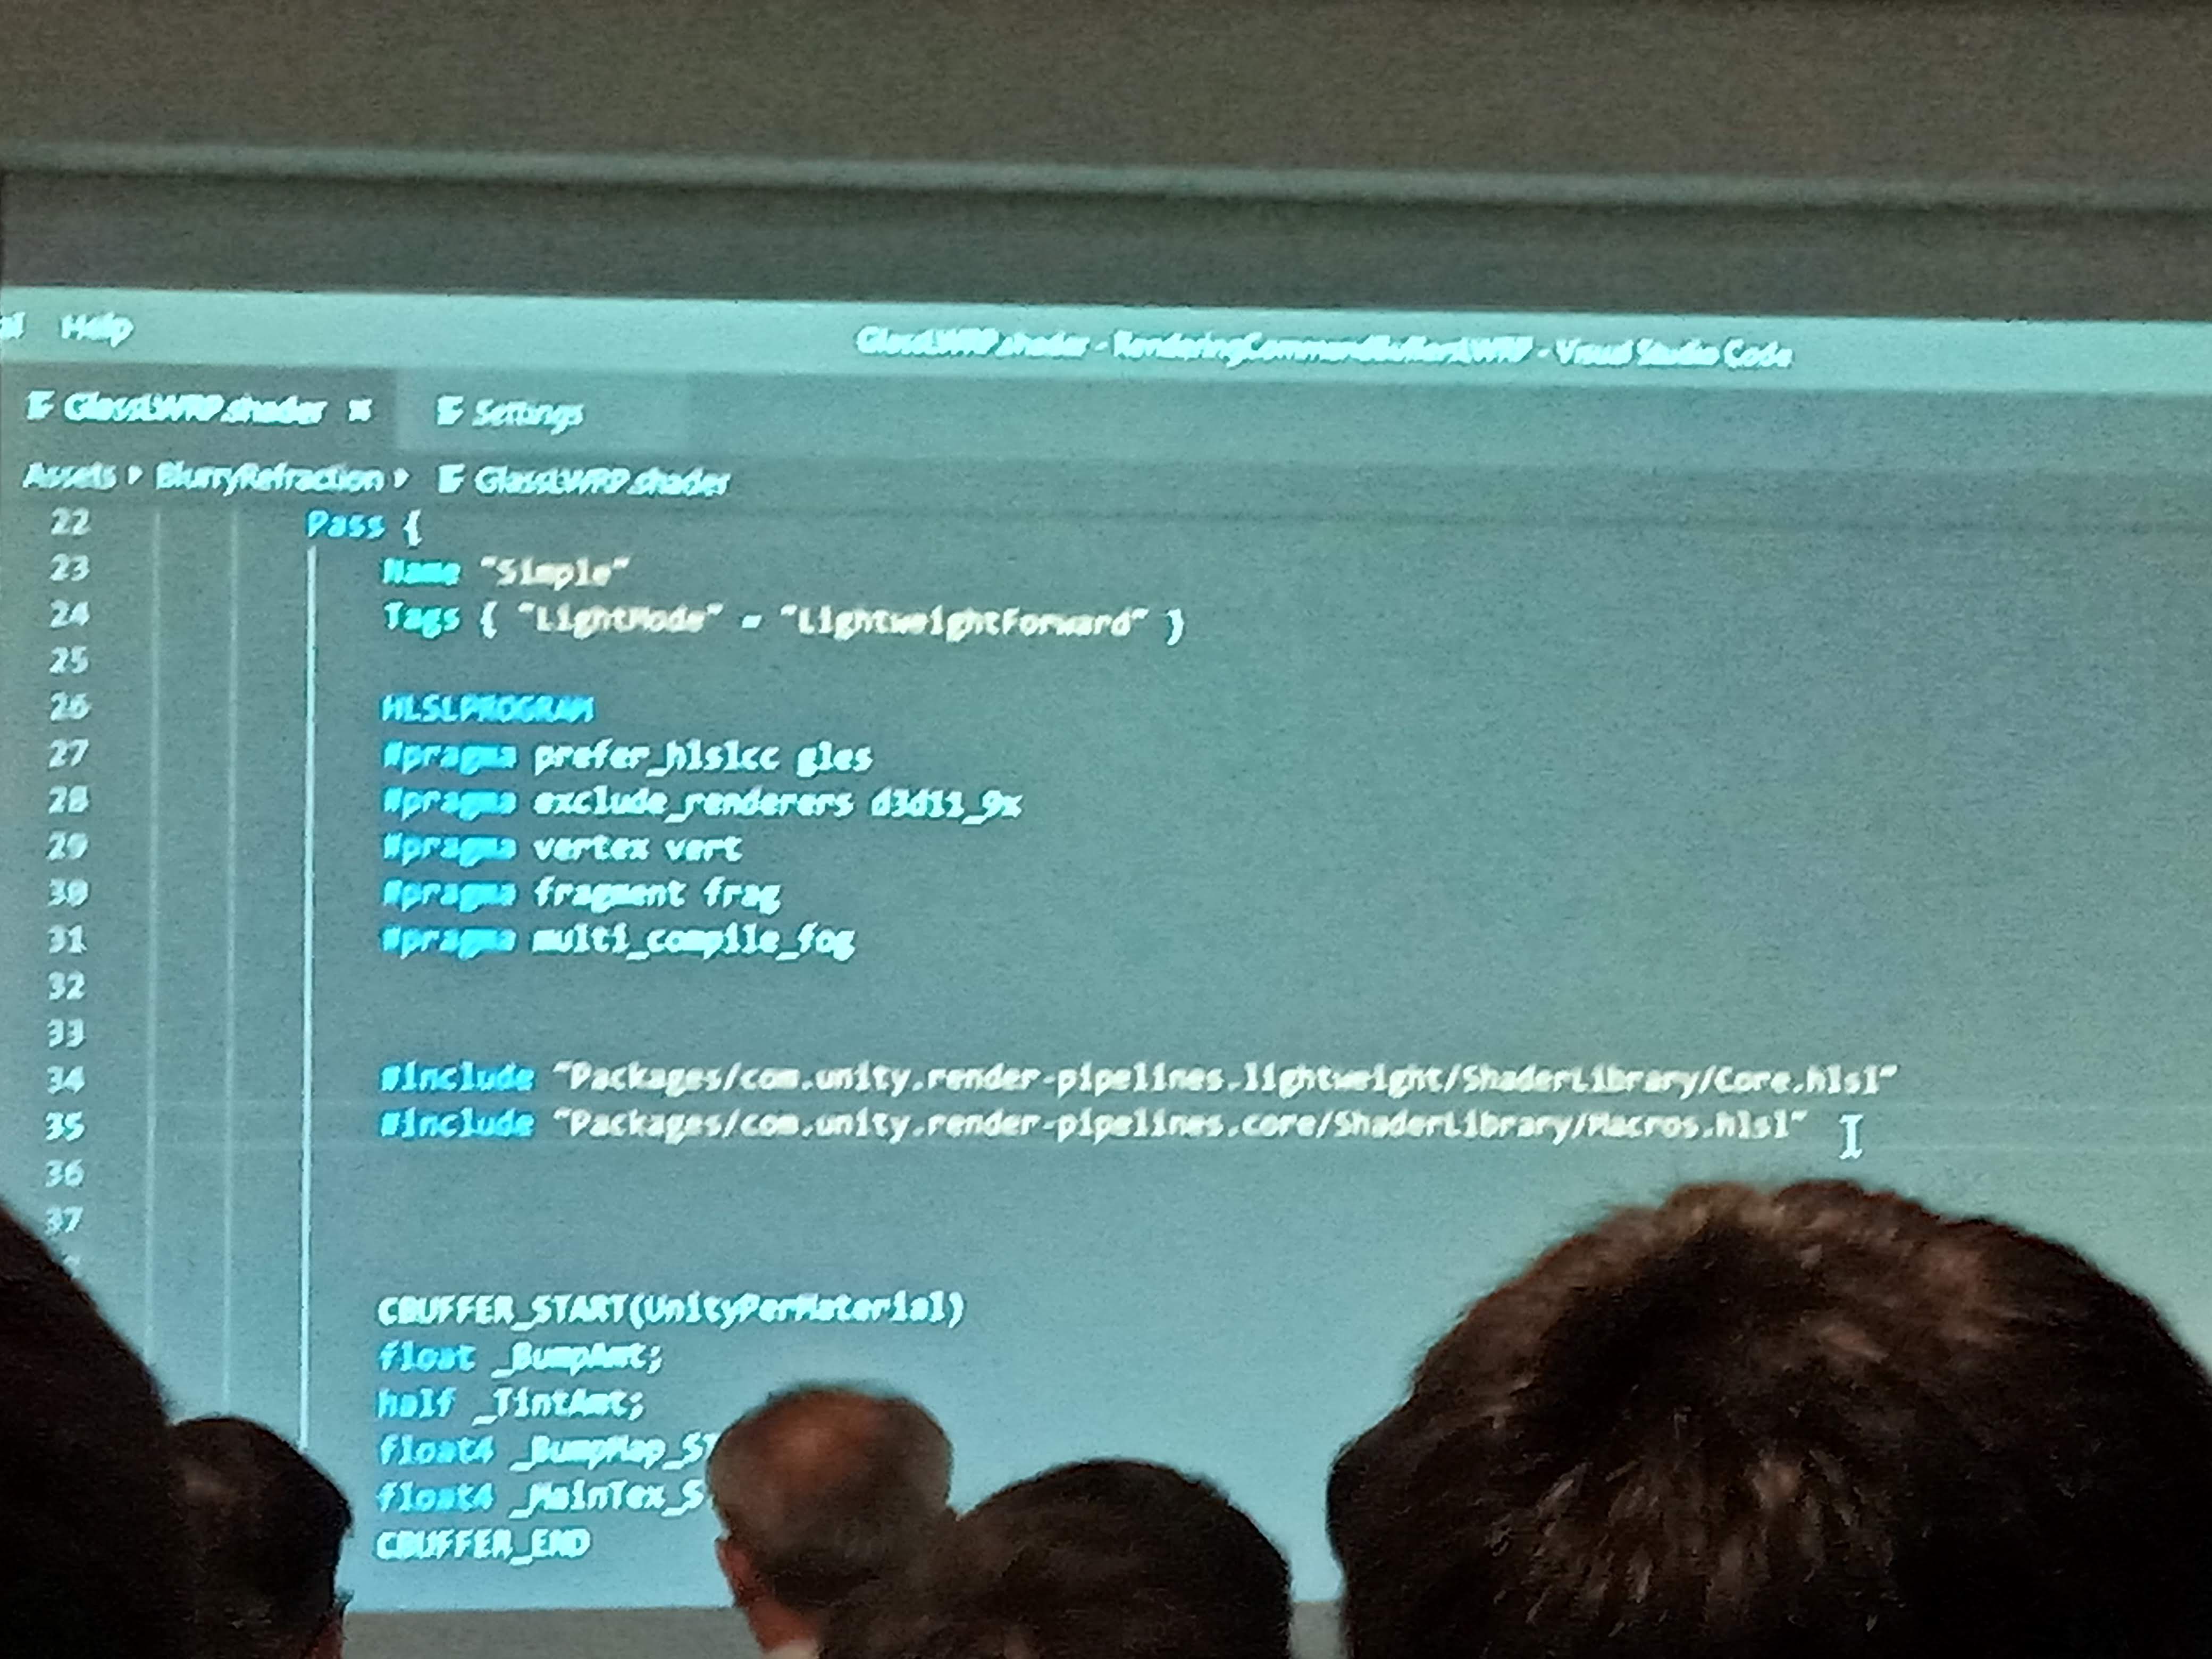 Help
GlassLWRP.shader - RenderingCommandBuffersLWRP - Visual Studio Code
GlassLWRP.shader × Settings
Assets BlurryRefraction GlassLWRP.shader
22 Pass {
23 Name "Simple"
24 Tags { "LightMode" = "LightweightForward" }
25
26 HLSLPROGRAM
27 #pragma prefer_hlslcc gles
28 #pragma exclude_renderers d3d11_9x
29 #pragma vertex vert
30 #pragma fragment frag
31 #pragma multi_compile_fog
32
33
34 #include "Packages/com.unity.render-pipelines.lightweight/ShaderLibrary/Core.hlsl"
35 #include "Packages/com.unity.render-pipelines.core/ShaderLibrary/Macros.hlsl"
36
37
CBUFFER_START(UnityPerMaterial)
float _BumpAmt;
half _TintAmt;
float4 _BumpMap_ST
float4 _MainTex_S
CBUFFER_END